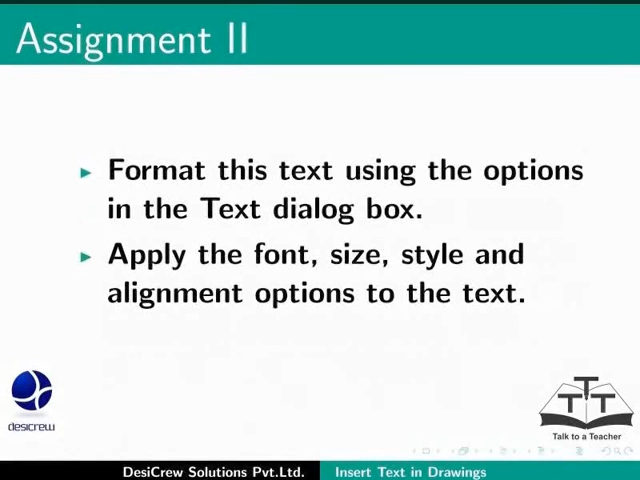 Assignment II
Format this text using the options
in the Text dialog box.
Apply the font, size, style and
alignment options to the text.
desicrew
TTT
Talk to a Teacher
DesiCrew Solutions Pvt.Ltd. Insert Text in Drawings